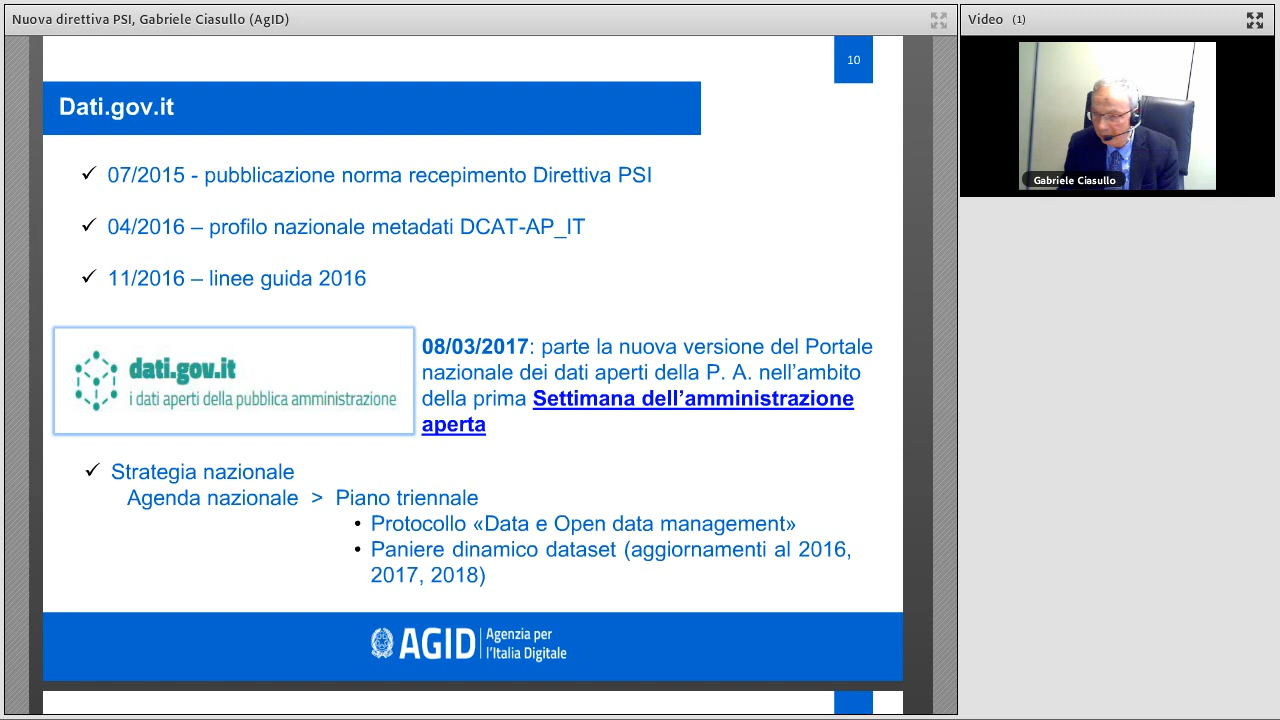 Nuova direttiva PSI, Gabriele Ciasullo (AgID)
Video (1)
10
Dati.gov.it
07/2015 - pubblicazione norma recepimento Direttiva PSI
04/2016 – profilo nazionale metadati DCAT-AP_IT
11/2016 – linee guida 2016
dati.gov.it
i dati aperti della pubblica amministrazione
08/03/2017: parte la nuova versione del Portale
nazionale dei dati aperti della P. A. nell’ambito
della prima Settimana dell’amministrazione
aperta
Strategia nazionale
Agenda nazionale > Piano triennale
• Protocollo «Data e Open data management»
• Paniere dinamico dataset (aggiornamenti al 2016,
2017, 2018)
AGID Agenzia per
l’Italia Digitale
Gabriele Ciasullo